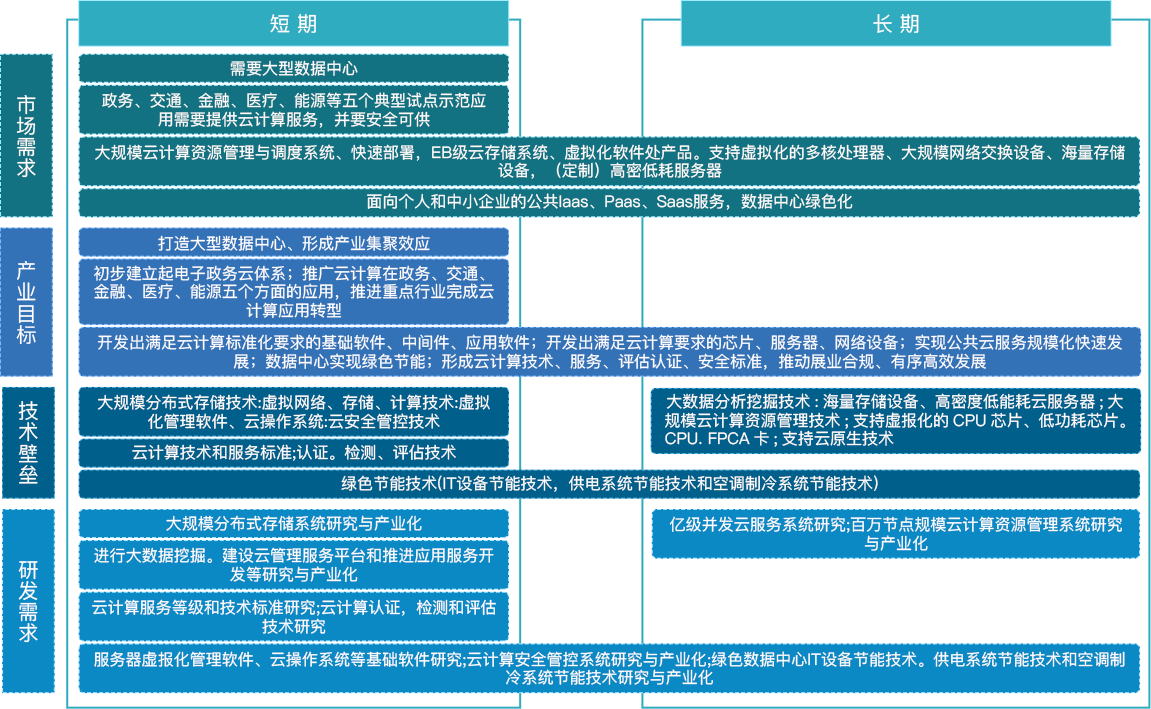 短期
长期
市场需求
需要大型数据中心
政务、交通、金融、医疗、能源等五个典型试点示范应
用需要提供云计算服务，并要安全可供
大规模云计算资源管理与调度系统、快速部署，EB级云存储系统、虚拟化软件处产品。支持虚拟化的多核处理器、大规模网络交换设备、海量存储
设备，（定制）高密低耗服务器
面向个人和中小企业的公共Iaas、Paas、Saas服务，数据中心绿色化
产业目标
打造大型数据中心、形成产业集聚效应
初步建立起电子政务云体系；推广云计算在政务、交通、
金融、医疗、能源五个方面的应用，推进重点行业完成云
计算应用转型
开发出满足云计算标准化要求的基础软件、中间件、应用软件；开发出满足云计算要求的芯片、服务器、网络设备；实现公共云服务规模化快速发
展；数据中心实现绿色节能；形成云计算技术、服务、评估认证、安全标准，推动展业合规、有序高效发展
技术壁垒
大规模分布式存储技术:虚拟网络、存储、计算技术:虚拟
化管理软件、云操作系统:云安全管控技术
云计算技术和服务标准;认证。检测、评估技术
大数据分析挖掘技术：海量存储设备、高密度低能耗云服务器；大
规模云计算资源管理技术；支持虚报化的 CPU 芯片、低功耗芯片。
CPU. FPCA 卡；支持云原生技术
绿色节能技术(IT设备节能技术，供电系统节能技术和空调制冷系统节能技术)
研发需求
大规模分布式存储系统研究与产业化
进行大数据挖掘。建设云管理服务平台和推进应用服务开
发等研究与产业化
云计算服务等级和技术标准研究;云计算认证，检测和评估
技术研究
亿级并发云服务系统研究;百万节点规模云计算资源管理系统研究
与产业化
服务器虚报化管理软件、云操作系统等基础软件研究;云计算安全管控系统研究与产业化;绿色数据中心IT设备节能技术。供电系统节能技术和空调制
冷系统节能技术研究与产业化